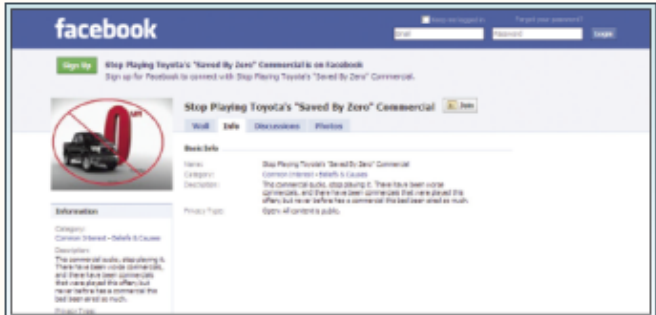 facebook
Keep me logged in
Forgot your password?
Email
Password
Login
Sign Up
Stop Playing Toyota's "Saved By Zero" Commercial is on Facebook
Sign up for Facebook to connect with Stop Playing Toyota's "Saved By Zero" Commercial.
Stop Playing Toyota's "Saved By Zero" Commercial
Join
Wall Info Discussions Photos
Basic Info
Name: Stop Playing Toyota's "Saved By Zero" Commercial
Category: Common Interest - Beliefs & Causes
Description: The commercial sucks, stop playing it. There have been worse
commercials, and there have been commercials that were played this
often, but never before has a commercial this bad been aired so much.
Privacy Type: Open: All content is public.
Information
Category:
Common Interest - Beliefs & Causes
Description:
The commercial sucks, stop playing it.
There have been worse commercials,
and there have been commercials
that were played this often, but
never before has a commercial this
bad been aired so much.
Privacy Type: